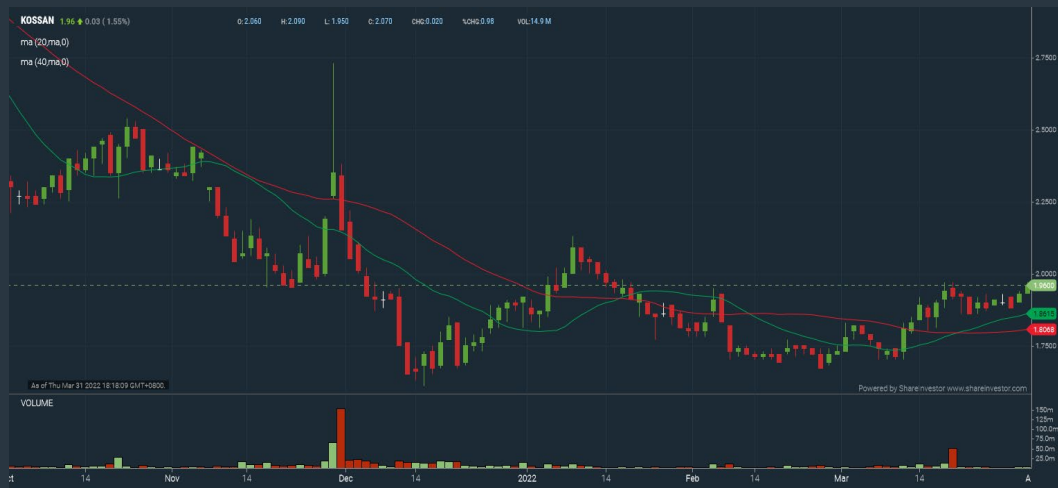 KOSSAN 1.96 0.03 ( 1.55%) O: 2.060 H: 2.090 L: 1.950 C: 2.070 CHG:0.020 %CHG:0.98 VOL:14.9 M
ma (20,ma,0)
ma (40,ma,0)
2.7500
2.5000
2.2500
2.0000
1.9600
1.8615
1.8068
1.7500
As of Thu Mar 31 2022 18:18:09 GMT+0800.
Powered by ShareInvestor www.shareinvestor.com
VOLUME
150m
125m
100.0m
75.0m
50.0m
25.0m
ct 14 Nov 14 Dec 14 2022 14 Feb 14 Mar 14 A